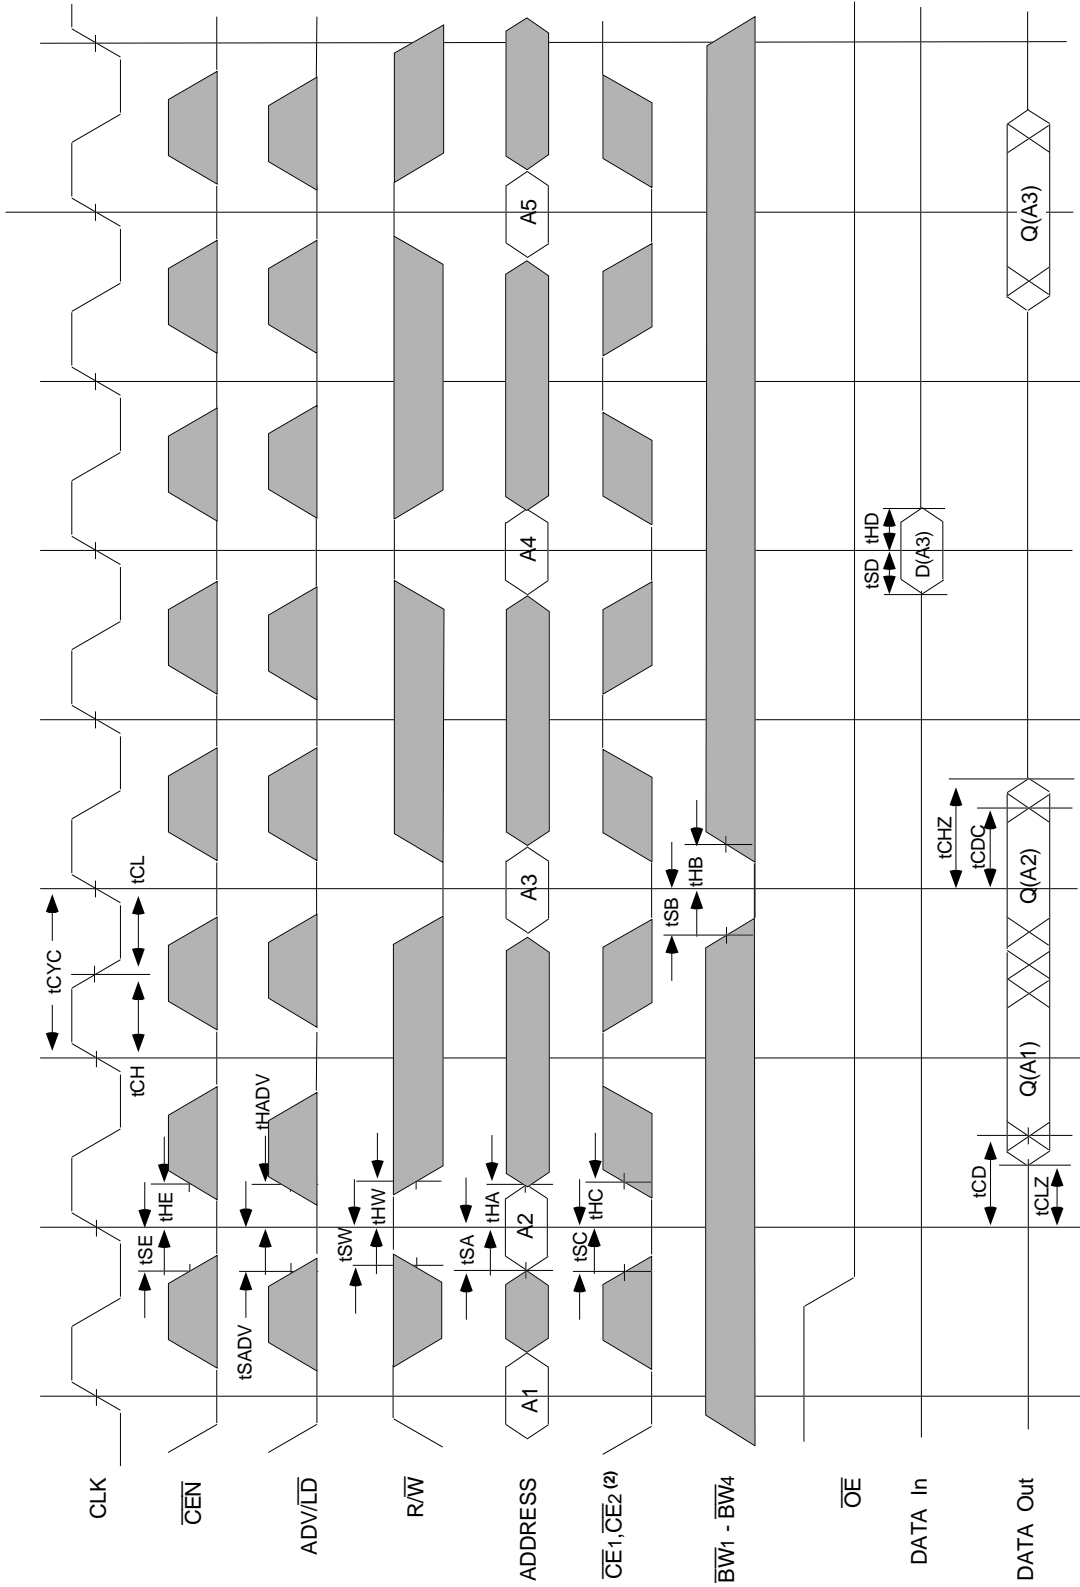 tCYC
tCH
tCL
CLK
tSE
tHE
CEN
tSADV
tHADV
ADV/LD
tSW
tHW
R/W
tSA
tHA
ADDRESS
A1
A2
A3
A4
A5
tSC
tHC
CE1,CE2 (2)
tSB
tHB
BW1 - BW4
OE
tSD
tHD
DATA In
D(A3)
tCD
tCHZ
tCLZ
tCDC
DATA Out
Q(A1)
Q(A2)
Q(A3)